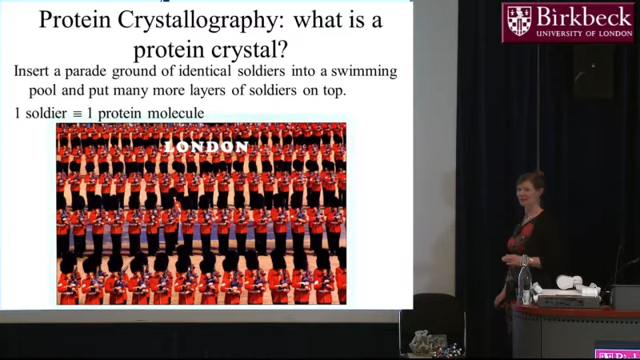 Protein Crystallography: what is a
protein crystal?
Insert a parade ground of identical soldiers into a swimming
pool and put many more layers of soldiers on top.
1 soldier ≡ 1 protein molecule
LONDON
Birkbeck
UNIVERSITY OF LONDON